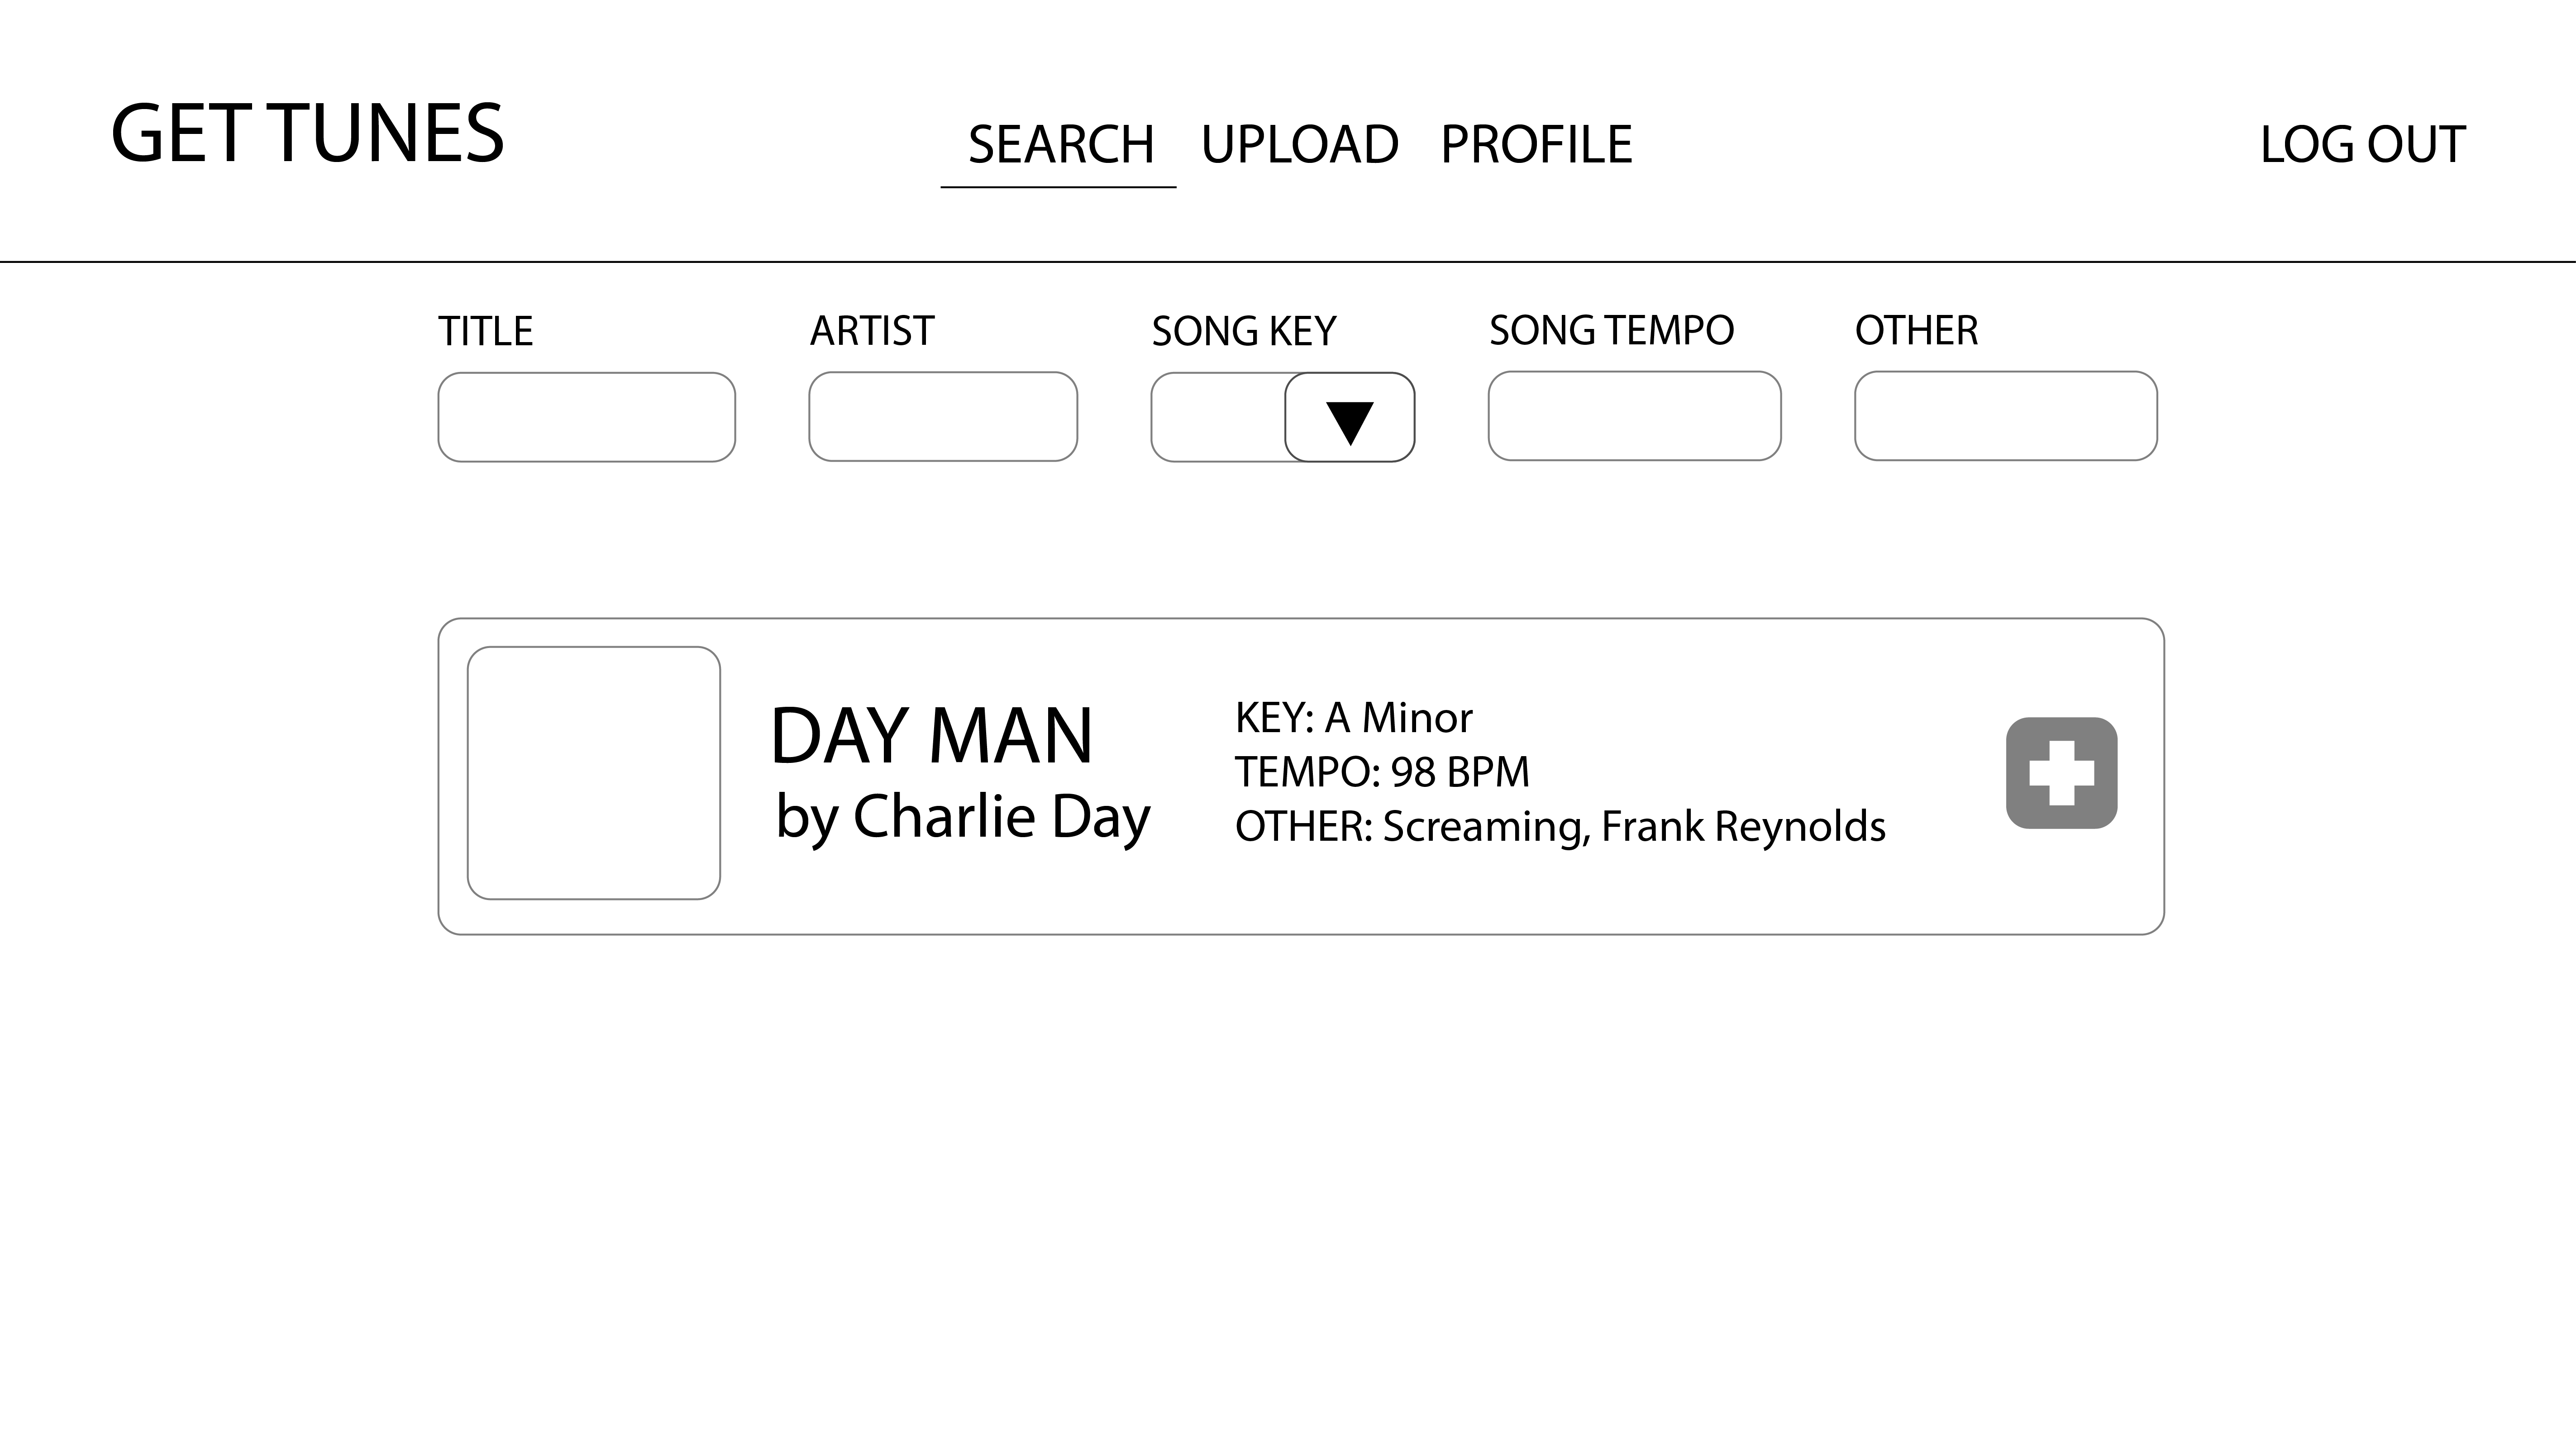 GET TUNES
SEARCH UPLOAD PROFILE
LOG OUT
TITLE
ARTIST
SONG KEY
SONG TEMPO
OTHER
DAY MAN
by Charlie Day
KEY: A Minor
TEMPO: 98 BPM
OTHER: Screaming, Frank Reynolds